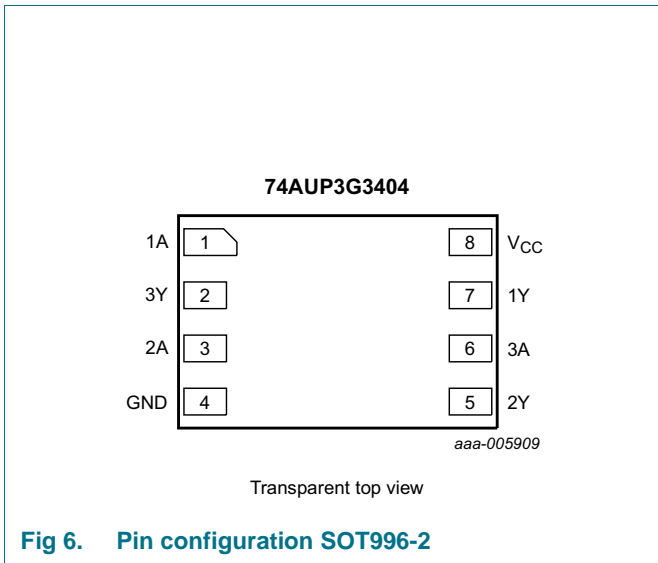 74AUP3G3404
1A 1 8 VCC
3Y 2 7 1Y
2A 3 6 3A
GND 4 5 2Y
aaa-005909
Transparent top view
Fig 6. Pin configuration SOT996-2